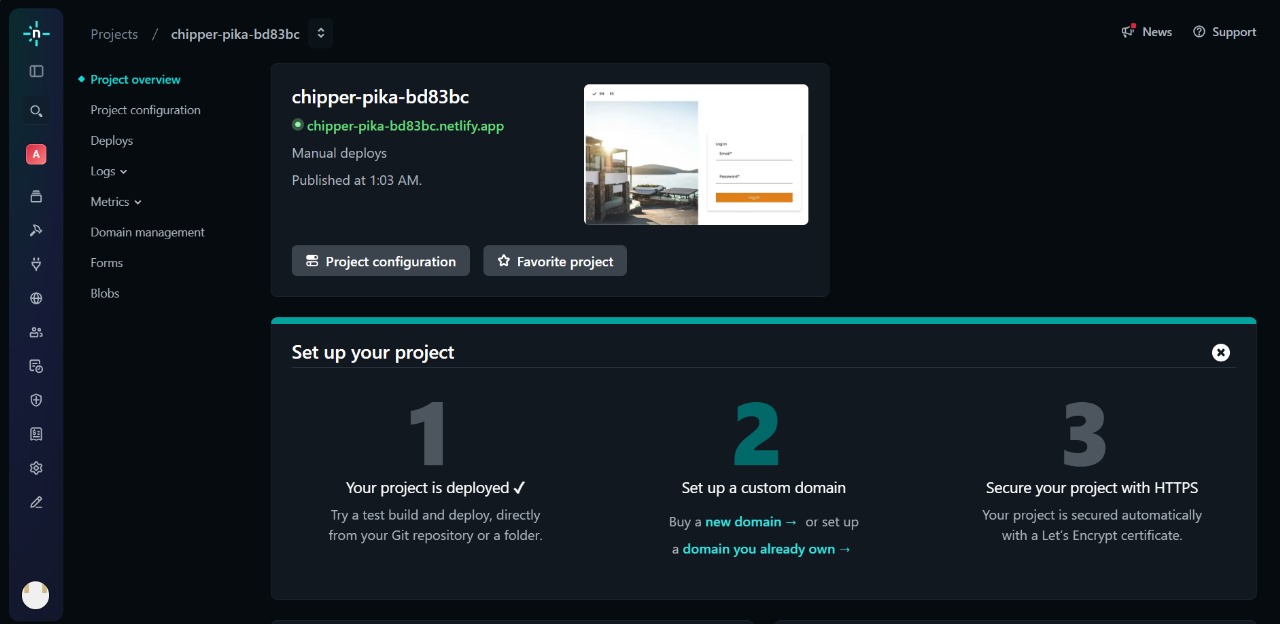 Projects / chipper-pika-bd83bc
News
Support
A
Project overview
Project configuration
Deploys
Logs
Metrics
Domain management
Forms
Blobs
chipper-pika-bd83bc
chipper-pika-bd83bc.netlify.app
Manual deploys
Published at 1:03 AM.
Log in
Email*
Password*
Log in
Project configuration
Favorite project
Set up your project
1
Your project is deployed ✓
Try a test build and deploy, directly
from your Git repository or a folder.
2
Set up a custom domain
Buy a new domain → or set up
a domain you already own →
3
Secure your project with HTTPS
Your project is secured automatically
with a Let's Encrypt certificate.